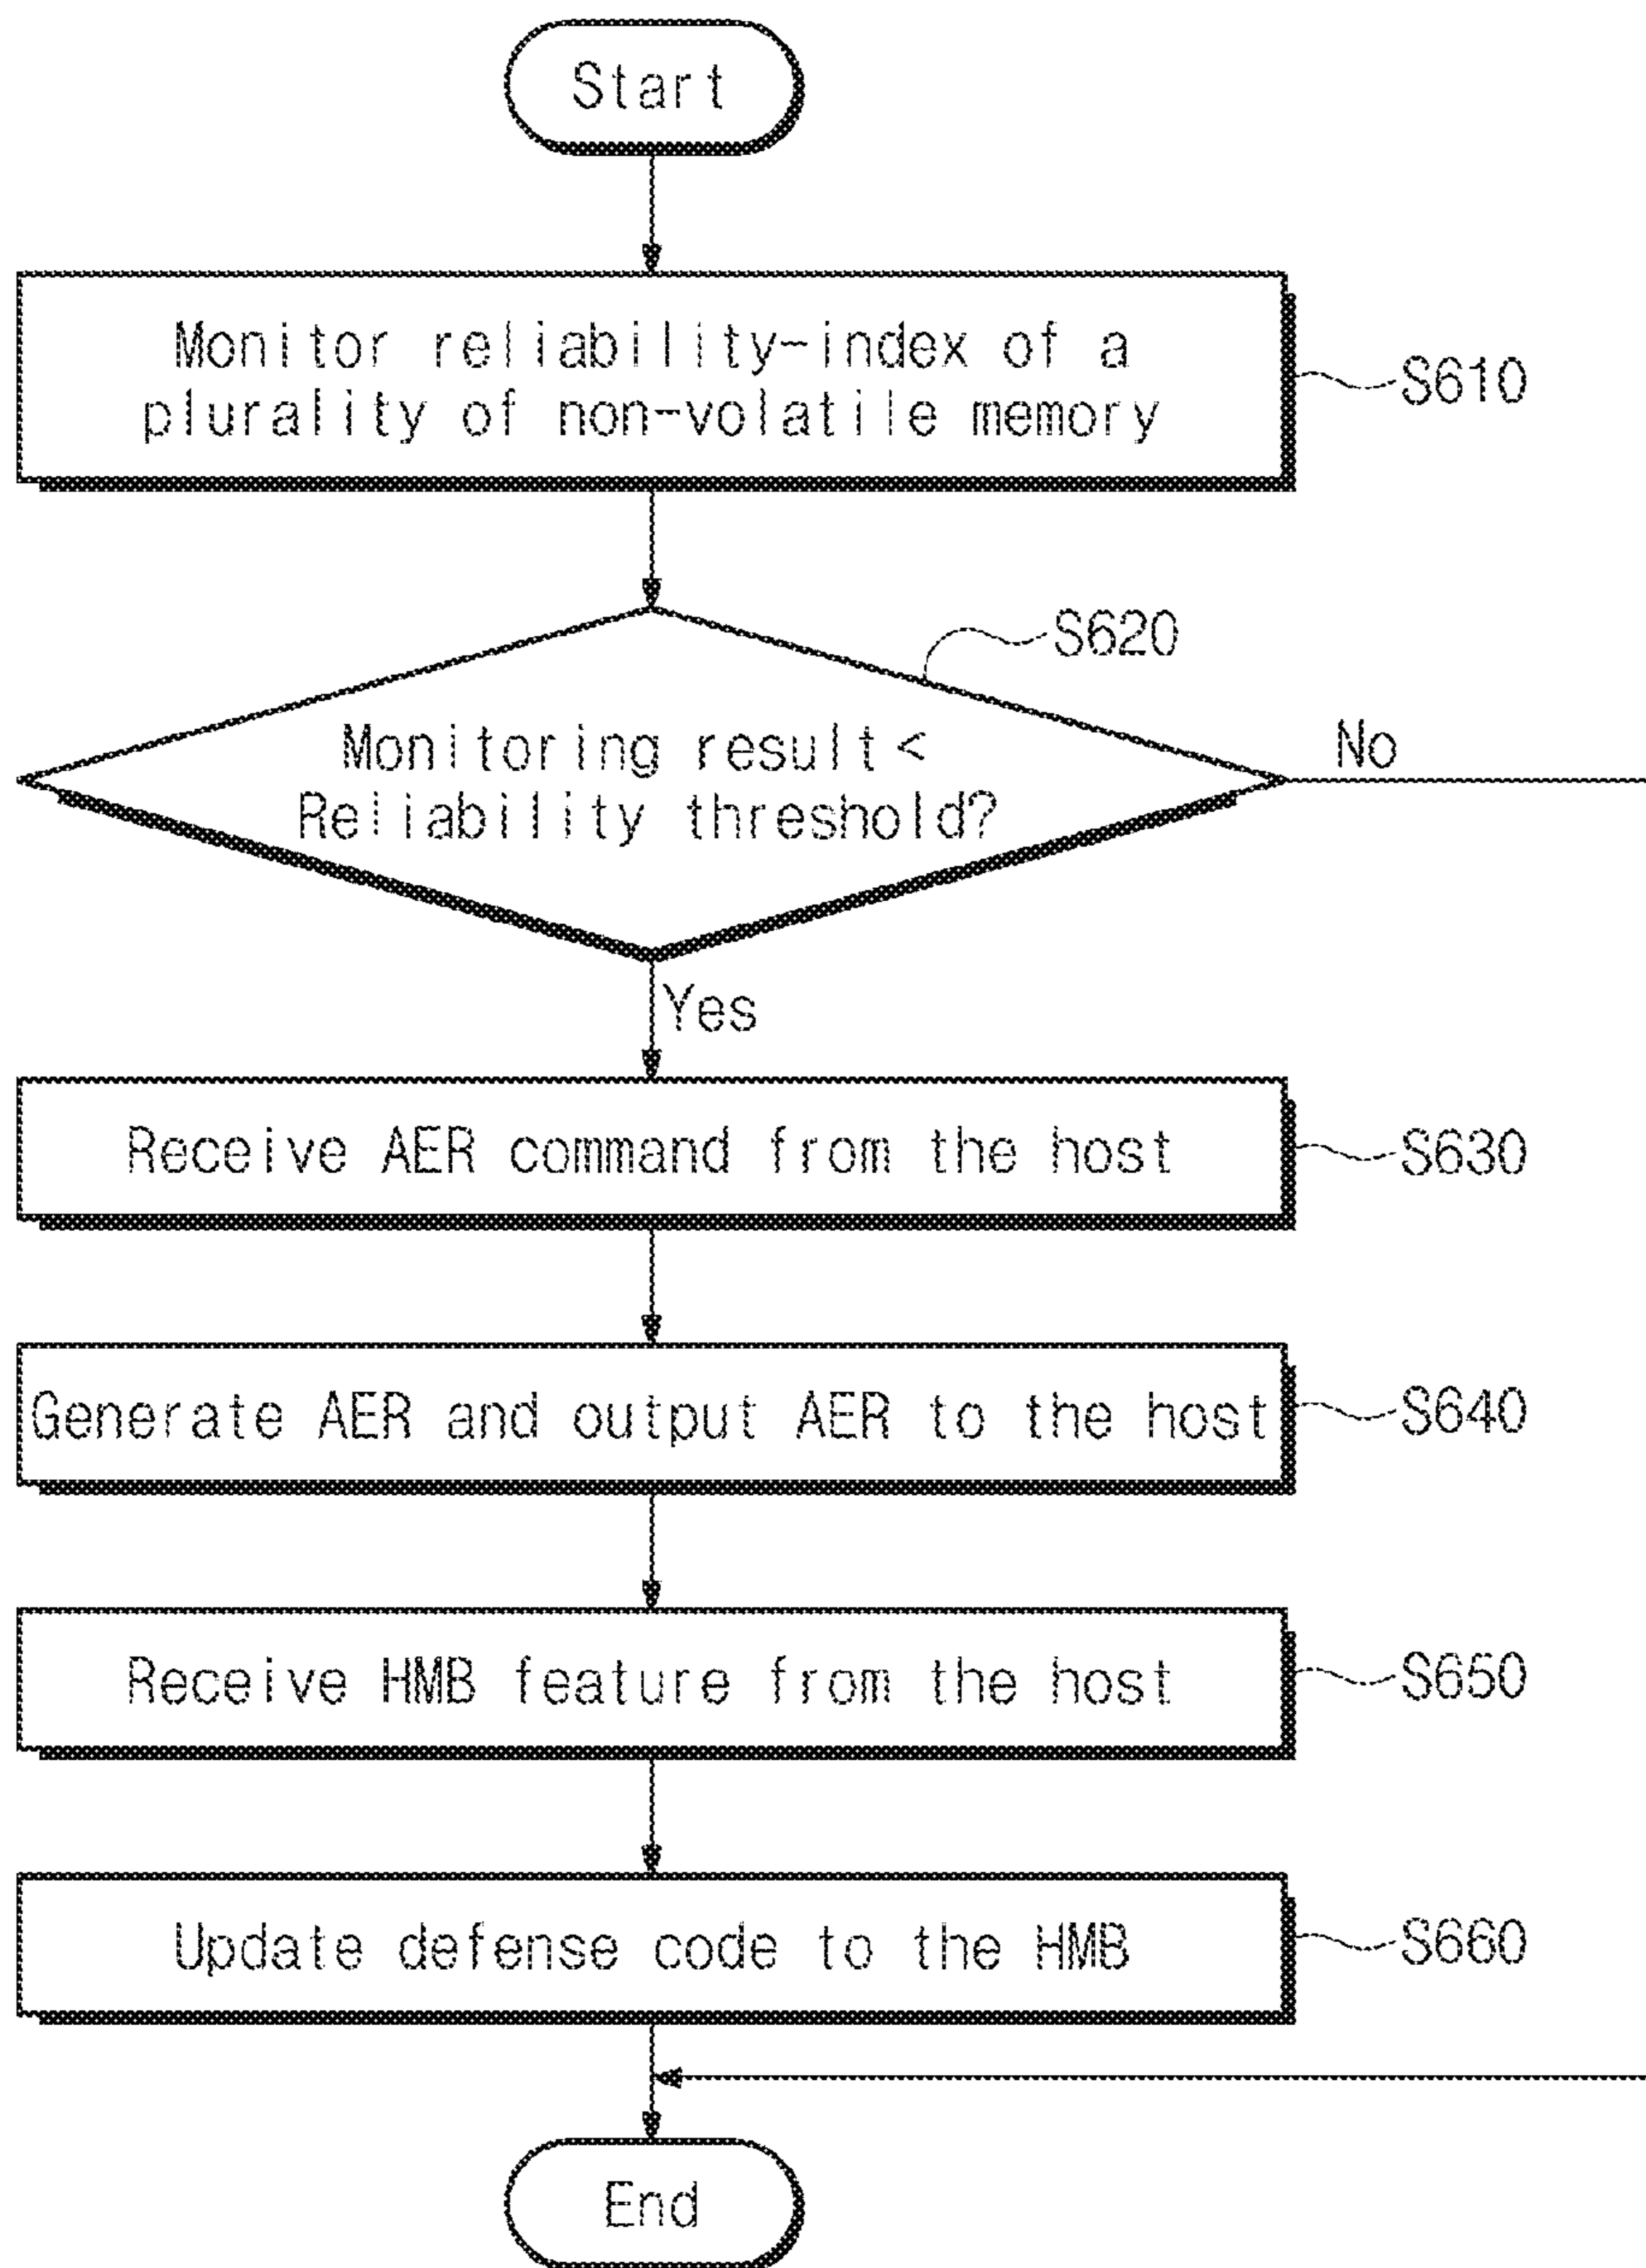 Start
Monitor reliability-index of a
plurality of non-volatile memory
S610
S620
Monitoring result <
Reliability threshold?
No
Yes
Receive AER command from the host
S630
Generate AER and output AER to the host
S640
Receive HMB feature from the host
S650
Update defense code to the HMB
S660
End